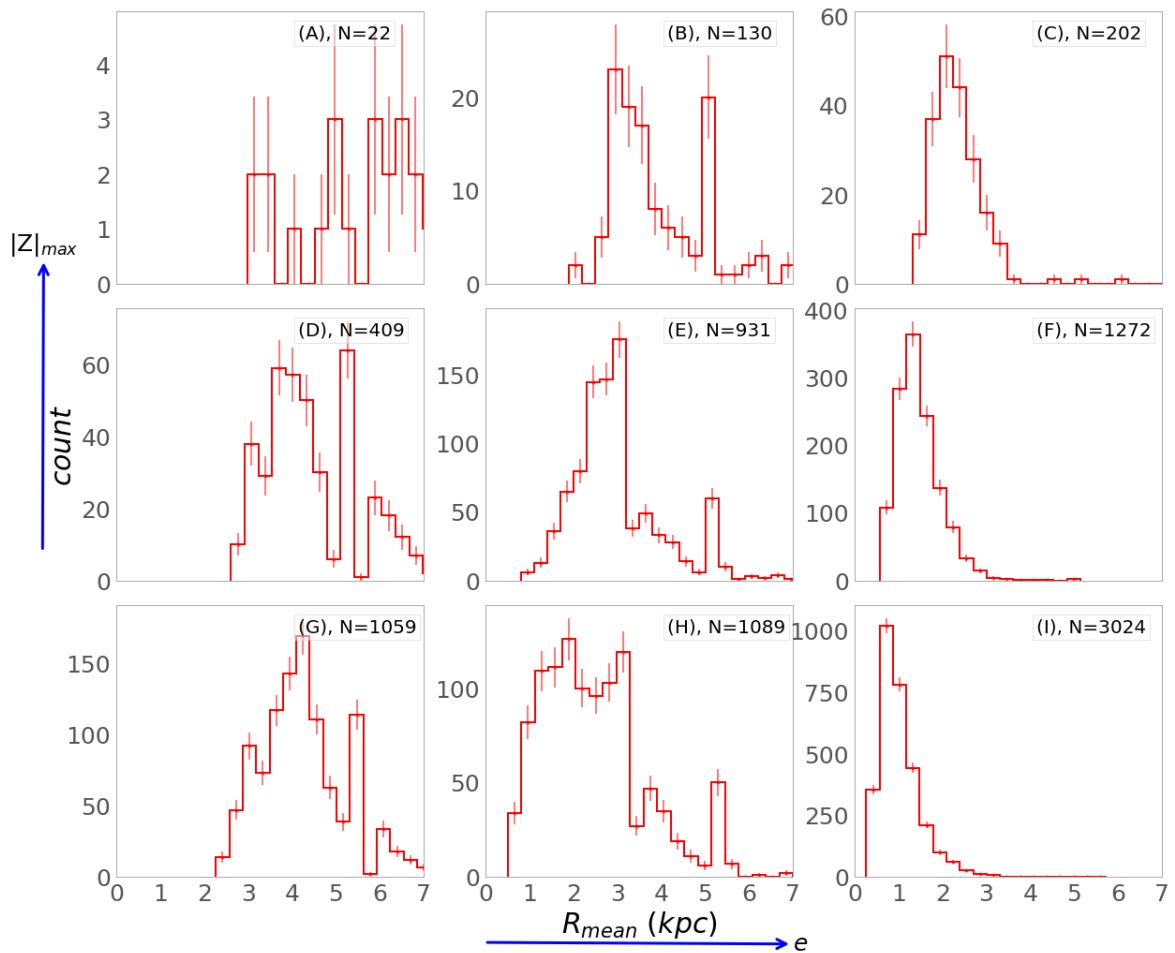 (A), N=22
(B), N=130
(C), N=202
4
3
2
1
0
20
10
0
60
40
20
0
|Z|max
(D), N=409
(E), N=931
(F), N=1272
60
40
20
0
150
100
50
0
400
300
200
100
0
count
(G), N=1059
(H), N=1089
(I), N=3024
150
100
50
0
100
50
0
1000
750
500
250
0
0 1 2 3 4 5 6 7
0 1 2 3 4 5 6 7
0 1 2 3 4 5 6 7
Rmean (kpc)
e